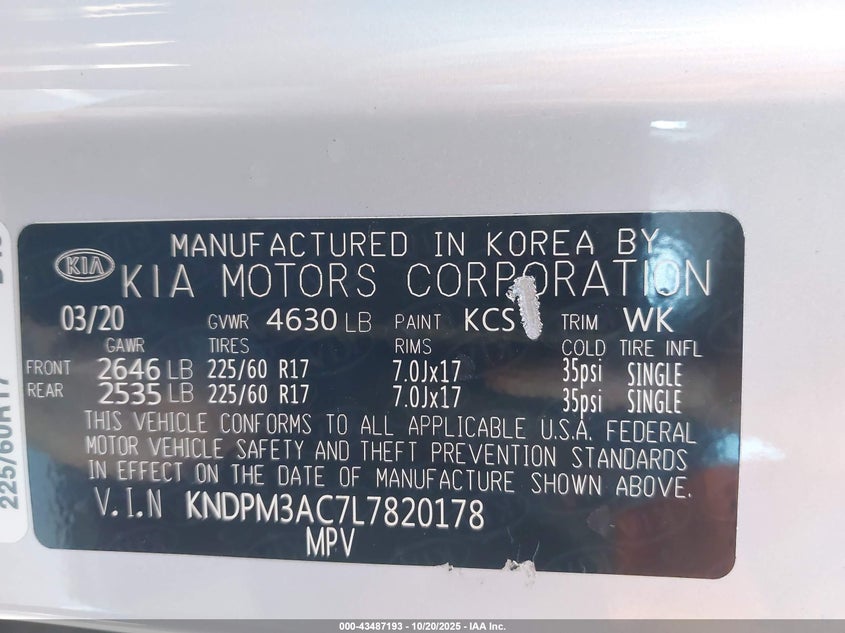 MANUFACTURED IN KOREA BY
KIA KIA MOTORS CORPORATION
03/20 GVWR 4630 LB PAINT KCS TRIM WK
GAWR TIRES RIMS COLD TIRE INFL
FRONT 2646 LB 225/60 R17 7.0Jx17 35psi SINGLE
REAR 2535 LB 225/60 R17 7.0Jx17 35psi SINGLE
THIS VEHICLE CONFORMS TO ALL APPLICABLE U.S.A. FEDERAL
MOTOR VEHICLE SAFETY AND THEFT PREVENTION STANDARDS
IN EFFECT ON THE DATE OF MANUFACTURE SHOWN ABOVE.
V.I.N KNDPM3AC7L7820178
MPV
225/60R17
000-43487193 - 10/20/2025 - IAA Inc.